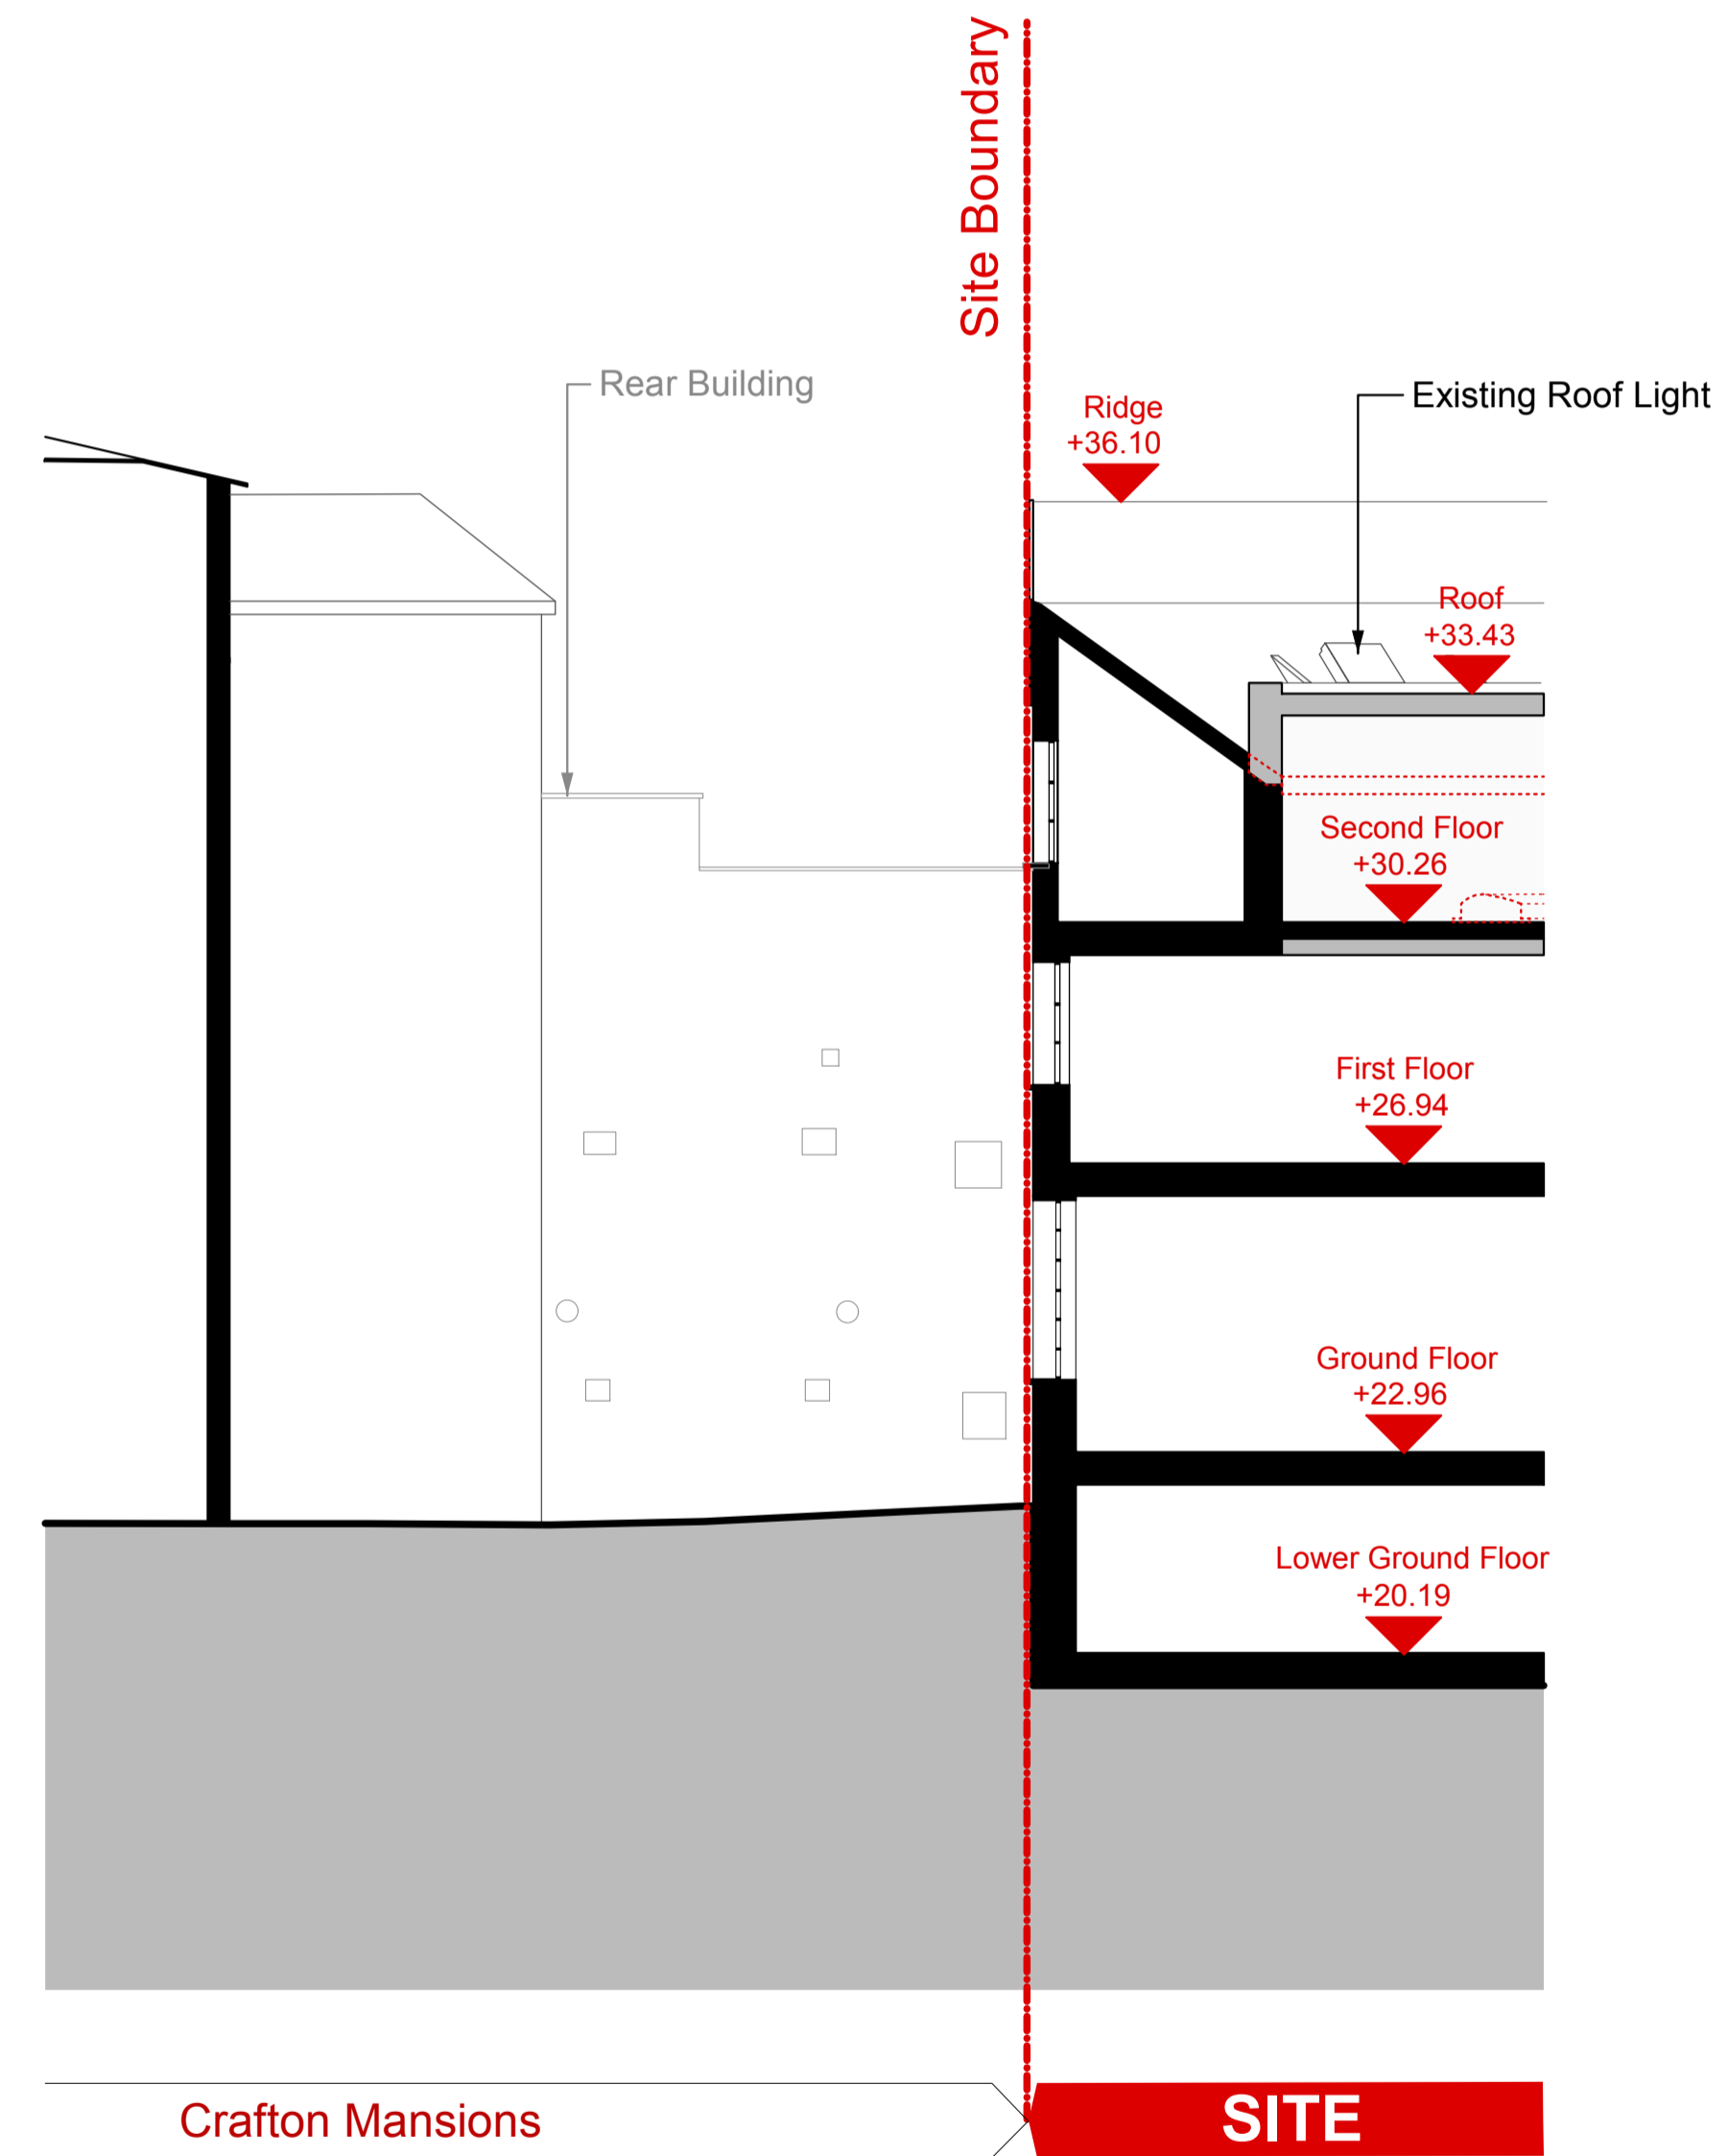 Site Boundary
Rear Building
Ridge
+36.10
Existing Roof Light
Roof
+33.43
Second Floor
+30.26
First Floor
+26.94
Ground Floor
+22.96
Lower Ground Floor
+20.19
Crafton Mansions
SITE